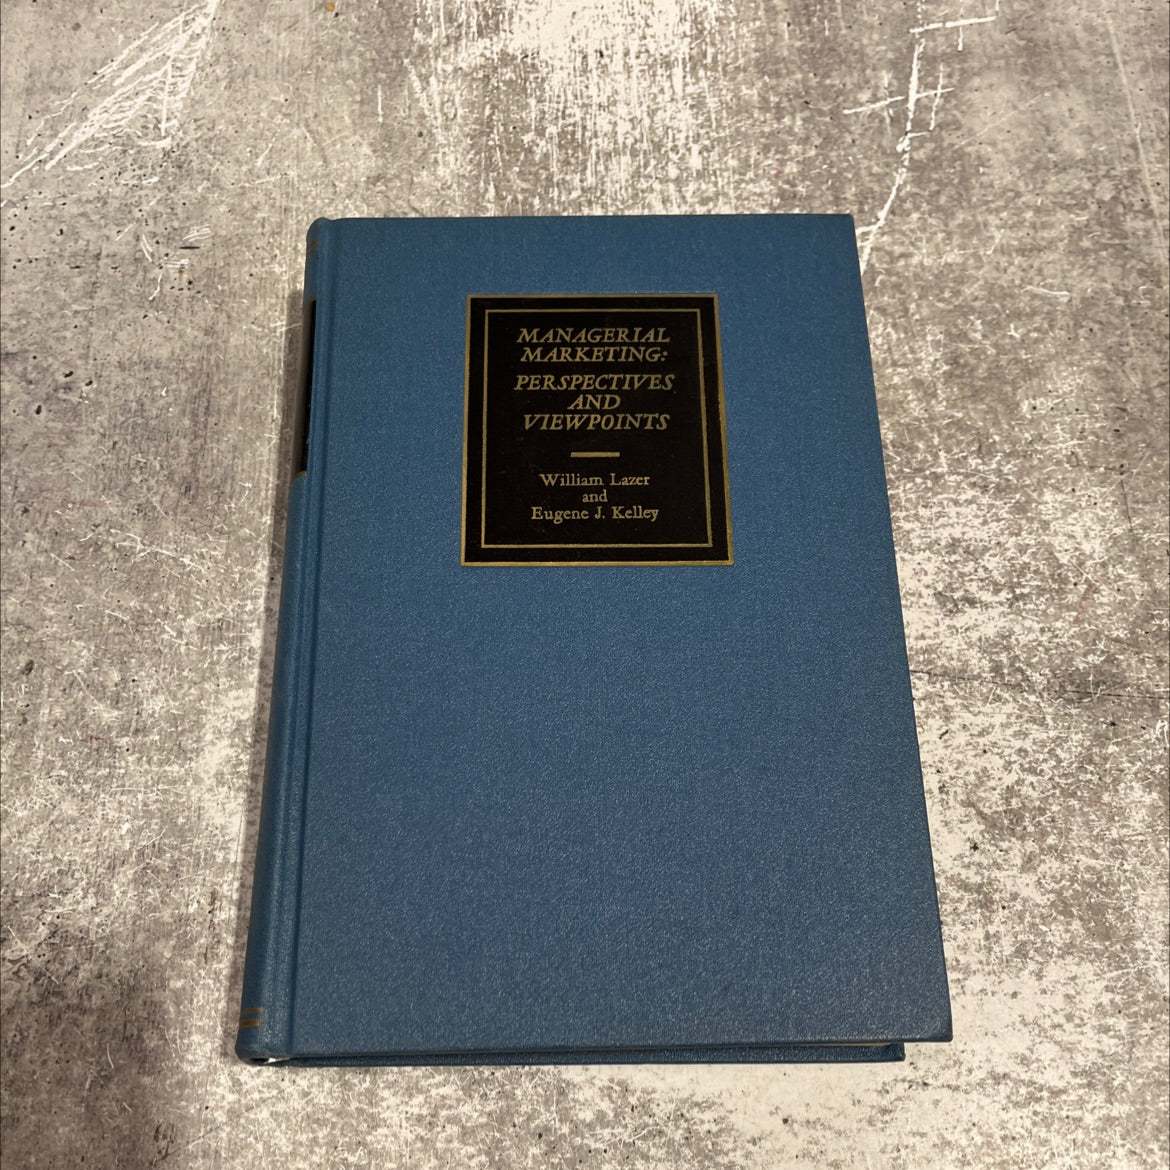 MANAGERIAL
MARKETING:
PERSPECTIVES
AND
VIEWPOINTS
William Lazer
and
Eugene J. Kelley